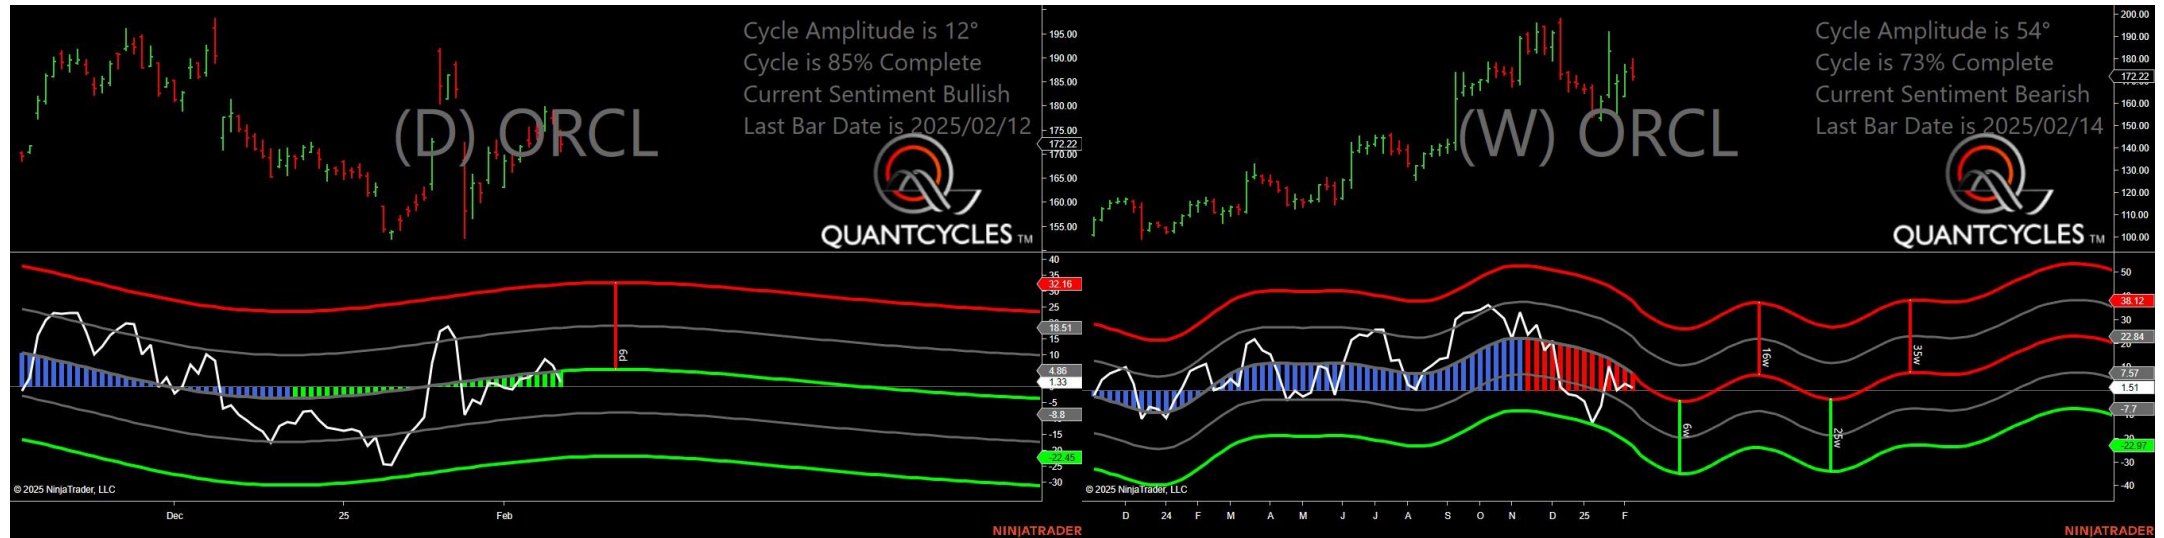 Cycle Amplitude is 12°
Cycle is 85% Complete
Current Sentiment Bullish
Last Bar Date is 2025/02/12
(D) ORCL
QUANTCYCLES TM
195.00
190.00
185.00
180.00
175.00
172.22
170.00
165.00
160.00
155.00
40
35
32.16
25
18.51
15
10
4.86
1.33
-5
-8.8
-15
-22.45
-25
-30
6d
© 2025 NinjaTrader, LLC
Dec
25
Feb
NINJATRADER
Cycle Amplitude is 54°
Cycle is 73% Complete
Current Sentiment Bearish
Last Bar Date is 2025/02/14
(W) ORCL
QUANTCYCLES TM
200.00
190.00
180.00
172.22
160.00
150.00
140.00
130.00
120.00
110.00
100.00
50
38.12
30
22.84
7.57
1.51
-7.7
-22.97
-30
-40
6w
16w
25w
35w
© 2025 NinjaTrader, LLC
D
24
F
M
A
M
J
J
A
S
O
N
D
25
F
NINJATRADER